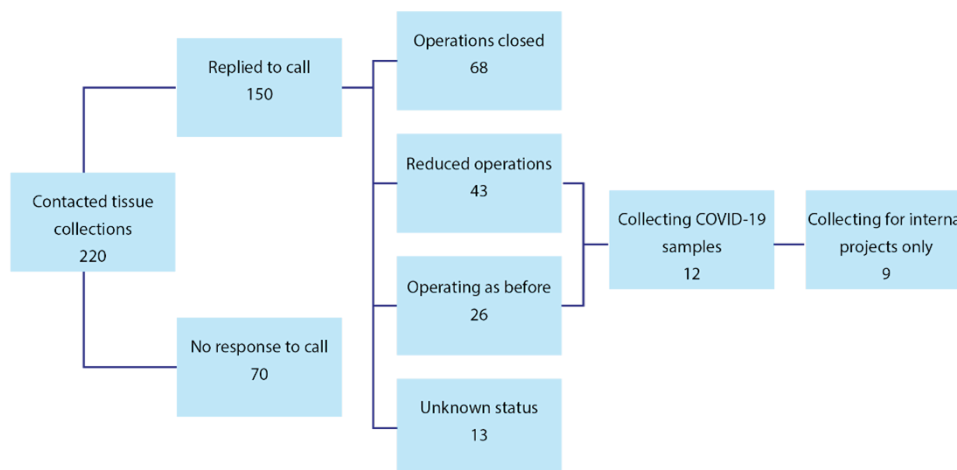 Contacted tissue
collections
220
Replied to call
150
No response to call
70
Operations closed
68
Reduced operations
43
Operating as before
26
Unknown status
13
Collecting COVID-19
samples
12
Collecting for interna
projects only
9